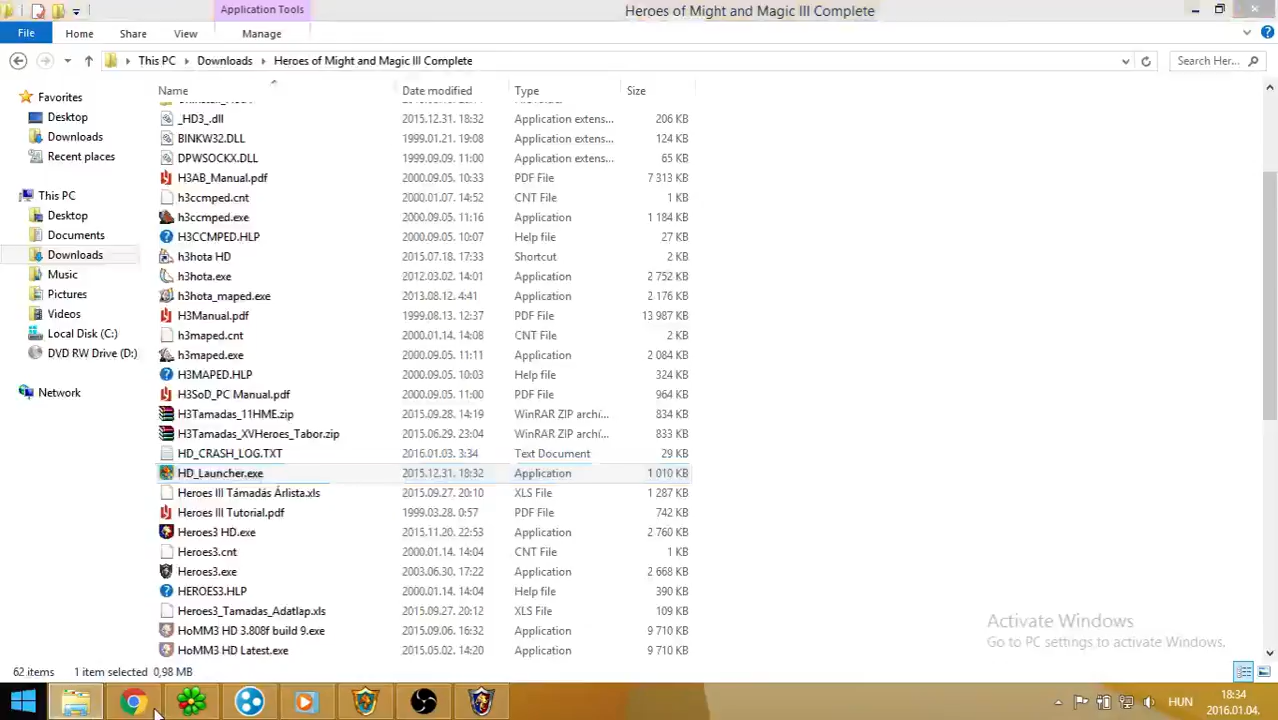 Application Tools
Heroes of Might and Magic III Complete
File Home Share View Manage
This PC Downloads Heroes of Might and Magic III Complete
Search Her...
Name Date modified Type Size
Favorites
Desktop
Downloads
Recent places
This PC
Desktop
Documents
Downloads
Music
Pictures
Videos
Local Disk (C:)
DVD RW Drive (D:)
Network
_HD3_.dll 2015.12.31. 18:32 Application extens... 206 KB
BINKW32.DLL 1999.01.21. 19:08 Application extens... 124 KB
DPWSOCKX.DLL 1999.09.09. 11:00 Application extens... 65 KB
H3AB_Manual.pdf 2000.09.05. 10:33 PDF File 7 313 KB
h3ccmped.cnt 2000.01.07. 14:52 CNT File 1 KB
h3ccmped.exe 2000.09.05. 11:16 Application 1 184 KB
H3CCMPED.HLP 2000.09.05. 10:07 Help file 27 KB
h3hota HD 2015.07.18. 17:33 Shortcut 2 KB
h3hota.exe 2012.03.02. 14:01 Application 2 752 KB
h3hota_maped.exe 2013.08.12. 4:41 Application 2 176 KB
H3Manual.pdf 1999.08.13. 12:37 PDF File 13 987 KB
h3maped.cnt 2000.01.14. 14:08 CNT File 2 KB
h3maped.exe 2000.09.05. 11:11 Application 2 084 KB
H3MAPED.HLP 2000.09.05. 10:03 Help file 324 KB
H3SoD_PC Manual.pdf 2000.09.05. 11:00 PDF File 964 KB
H3Tamadas_11HME.zip 2015.09.28. 14:19 WinRAR ZIP archi... 834 KB
H3Tamadas_XVHeroes_Tabor.zip 2015.06.29. 23:04 WinRAR ZIP archi... 833 KB
HD_CRASH_LOG.TXT 2016.01.03. 3:34 Text Document 29 KB
HD_Launcher.exe 2015.12.31. 18:32 Application 1 010 KB
Heroes III Támadás Árlista.xls 2015.09.27. 20:10 XLS File 1 287 KB
Heroes III Tutorial.pdf 1999.03.28. 0:57 PDF File 742 KB
Heroes3 HD.exe 2015.11.20. 22:53 Application 2 760 KB
Heroes3.cnt 2000.01.14. 14:04 CNT File 1 KB
Heroes3.exe 2003.06.30. 17:22 Application 2 668 KB
HEROES3.HLP 2000.01.14. 14:04 Help file 390 KB
Heroes3_Tamadas_Adatlap.xls 2015.09.27. 20:12 XLS File 109 KB
HoMM3 HD 3.808f build 9.exe 2015.09.06. 16:32 Application 9 710 KB
HoMM3 HD Latest.exe 2015.05.02. 14:20 Application 9 710 KB
Activate Windows
Go to PC settings to activate Windows.
62 items 1 item selected 0,98 MB
HUN
18:34
2016.01.04.